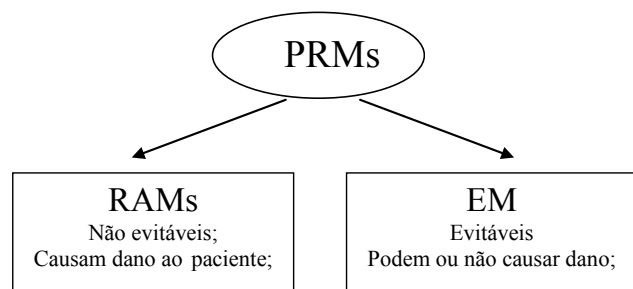 PRMs
RAMs
Não evitáveis;
Causam dano ao paciente;
EM
Evitáveis
Podem ou não causar dano;